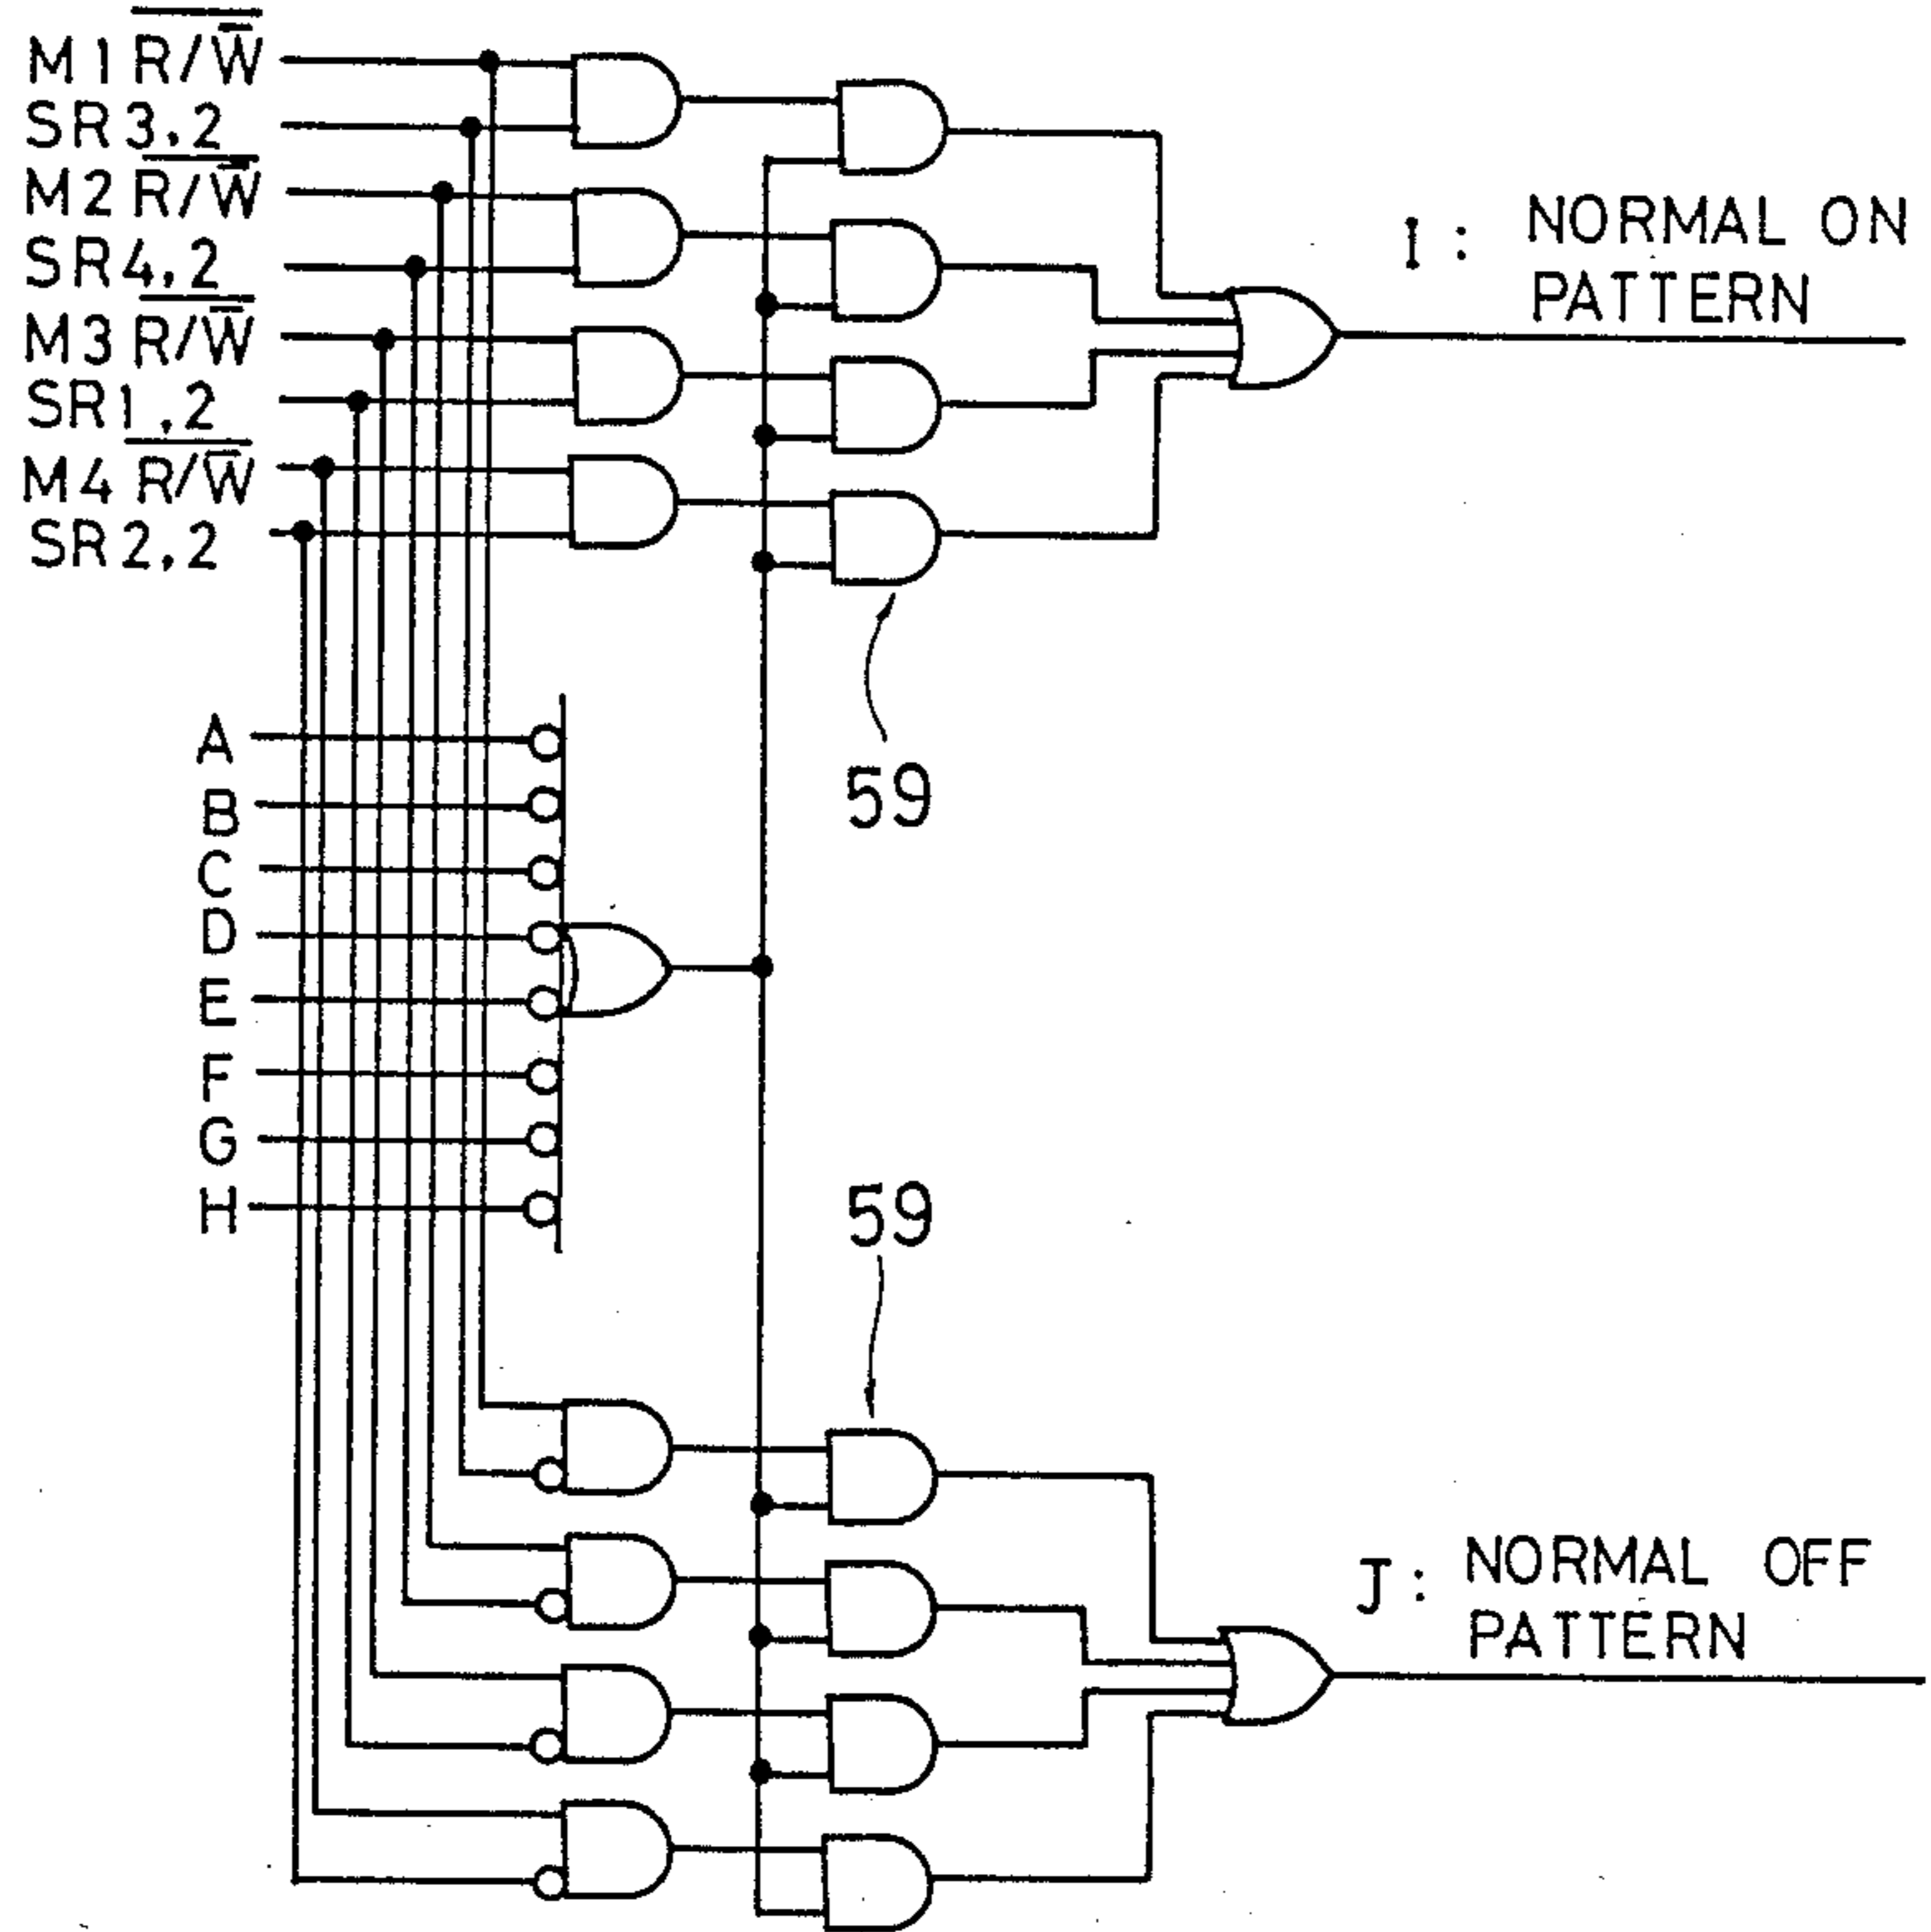 M1 R/W̅
SR3,2
M2 R/W̅
SR4,2
M3 R/W̅
SR1,2
M4 R/W̅
SR2,2
I : NORMAL ON
PATTERN
59
A
B
C
D
E
F
G
H
59
J : NORMAL OFF
PATTERN